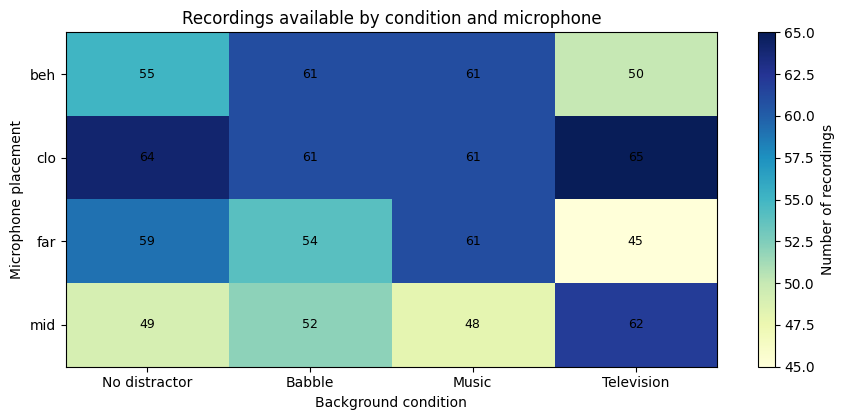 Recordings available by condition and microphone
Microphone placement
beh 55 61 61 50
clo 64 61 61 65
far 59 54 61 45
mid 49 52 48 62
No distractor Babble Music Television
Background condition
65.0
62.5
60.0
57.5
55.0
52.5
50.0
47.5
45.0
Number of recordings